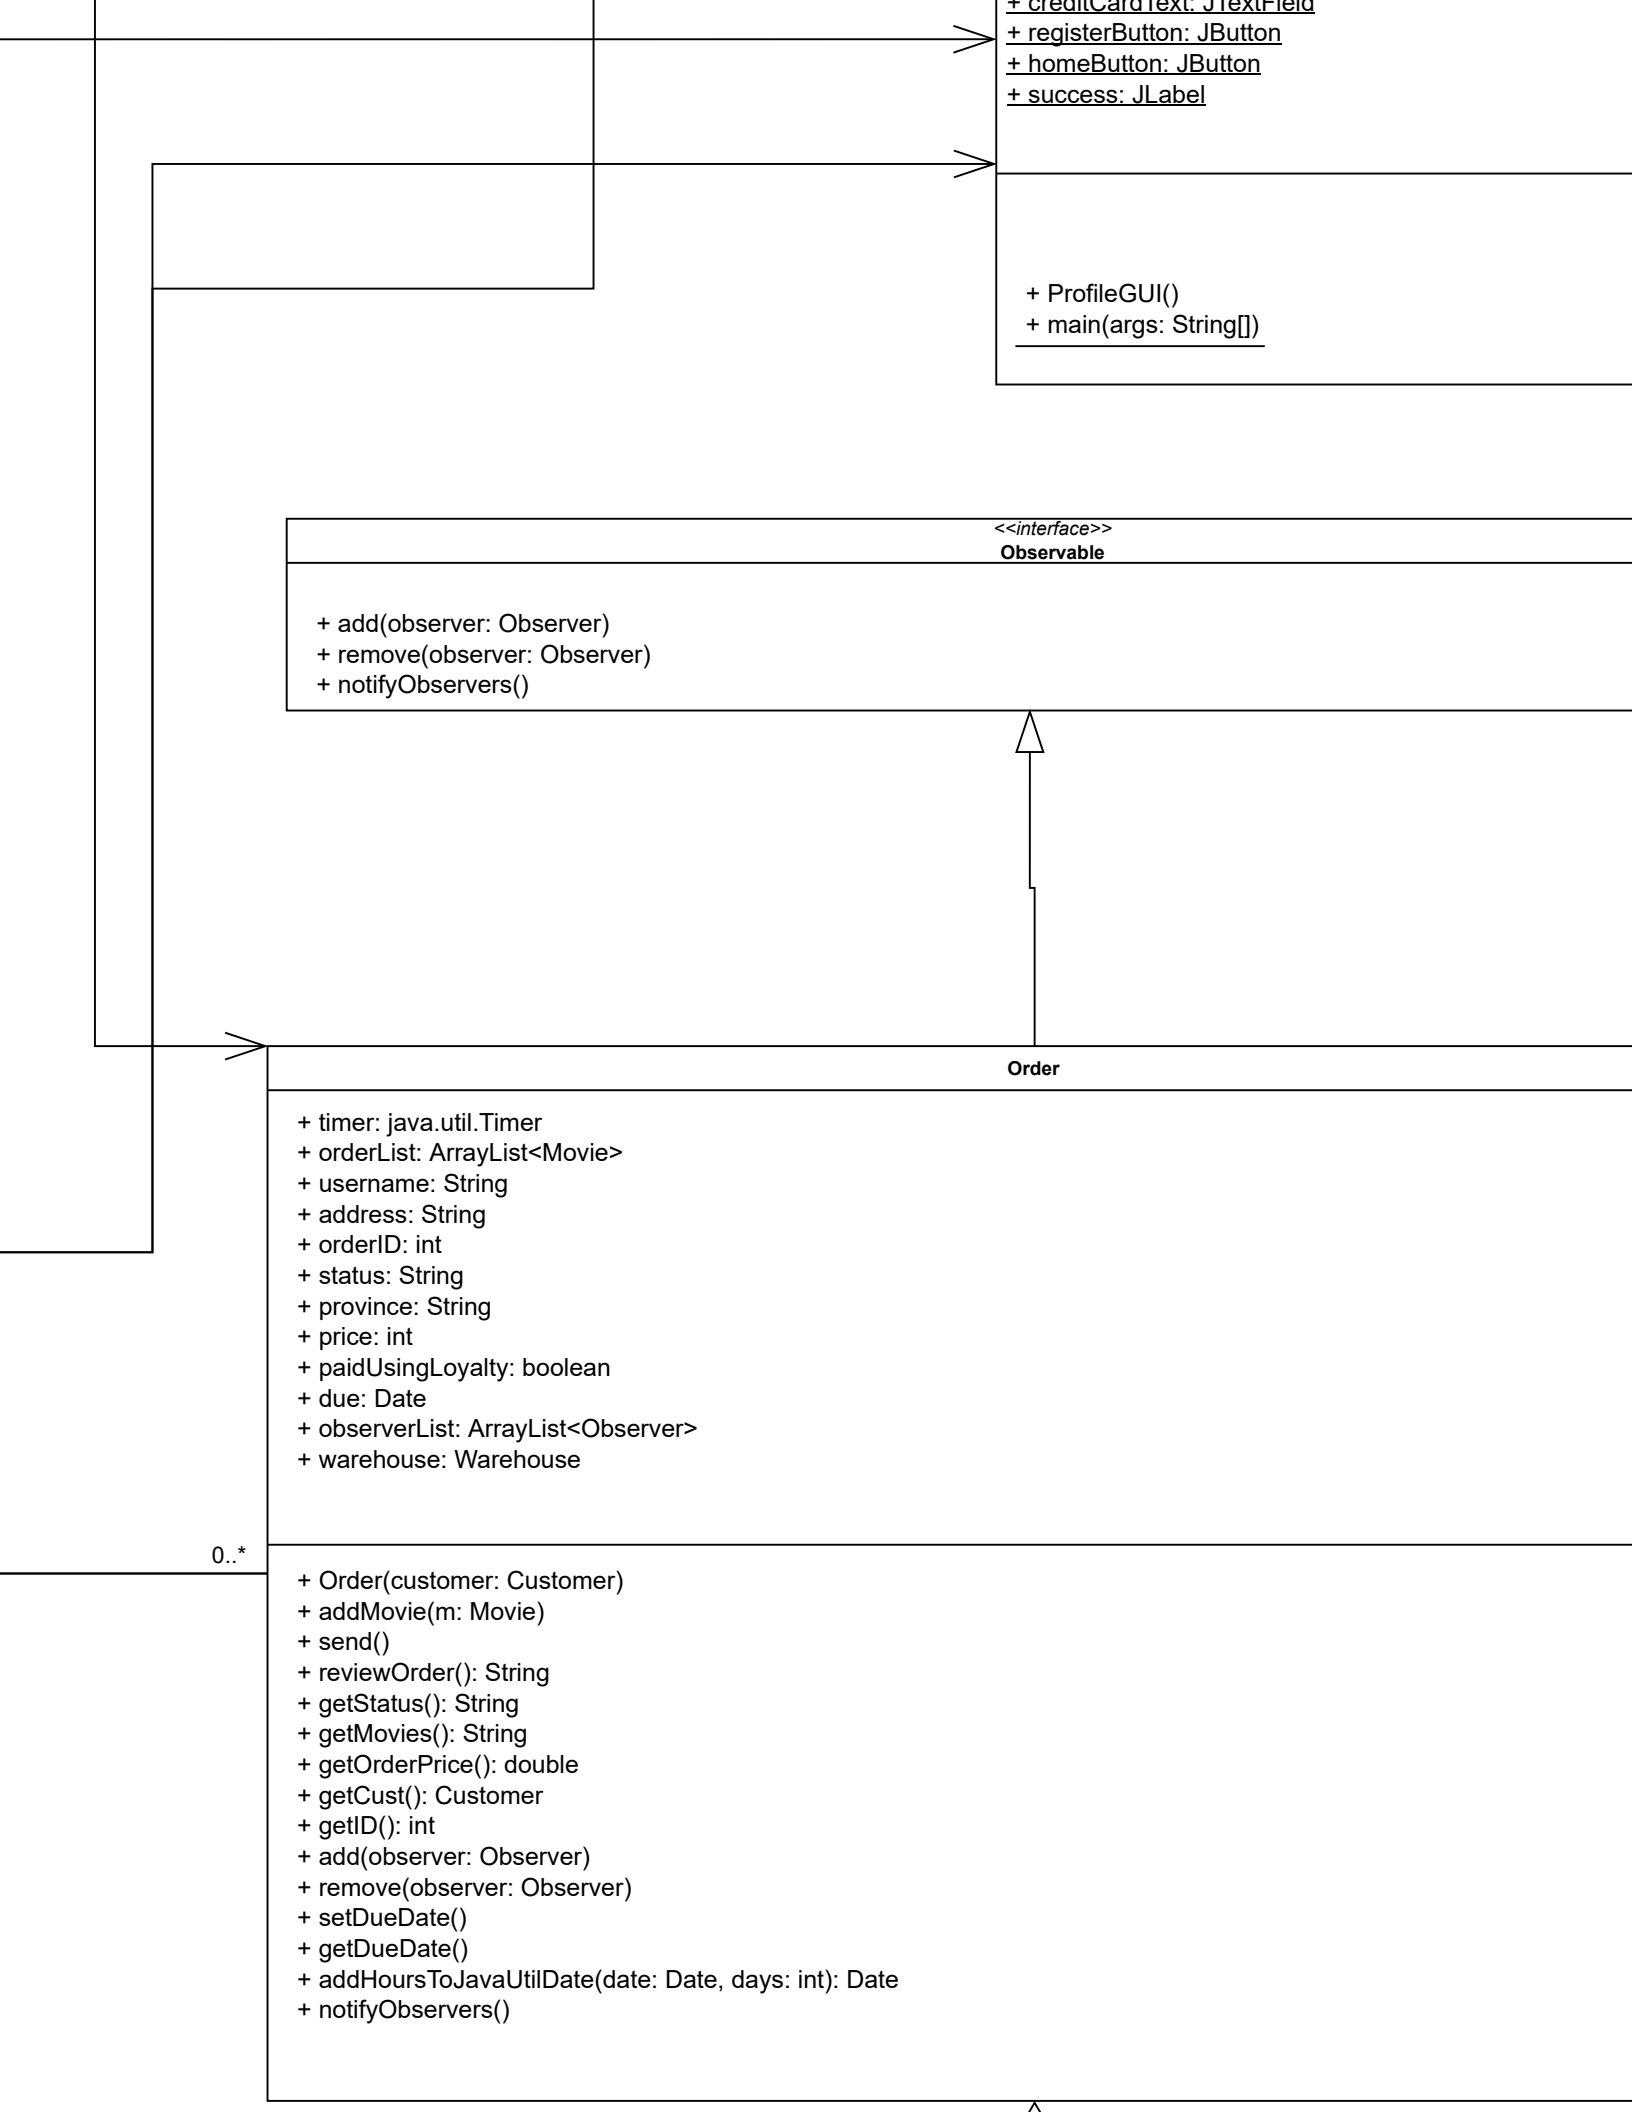 + creditCardText: JTextField
+ registerButton: JButton
+ homeButton: JButton
+ success: JLabel
+ ProfileGUI()
+ main(args: String[])
<<interface>>
Observable
+ add(observer: Observer)
+ remove(observer: Observer)
+ notifyObservers()
Order
+ timer: java.util.Timer
+ orderList: ArrayList<Movie>
+ username: String
+ address: String
+ orderID: int
+ status: String
+ province: String
+ price: int
+ paidUsingLoyalty: boolean
+ due: Date
+ observerList: ArrayList<Observer>
+ warehouse: Warehouse
0..*
+ Order(customer: Customer)
+ addMovie(m: Movie)
+ send()
+ reviewOrder(): String
+ getStatus(): String
+ getMovies(): String
+ getOrderPrice(): double
+ getCust(): Customer
+ getID(): int
+ add(observer: Observer)
+ remove(observer: Observer)
+ setDueDate()
+ getDueDate()
+ addHoursToJavaUtilDate(date: Date, days: int): Date
+ notifyObservers()